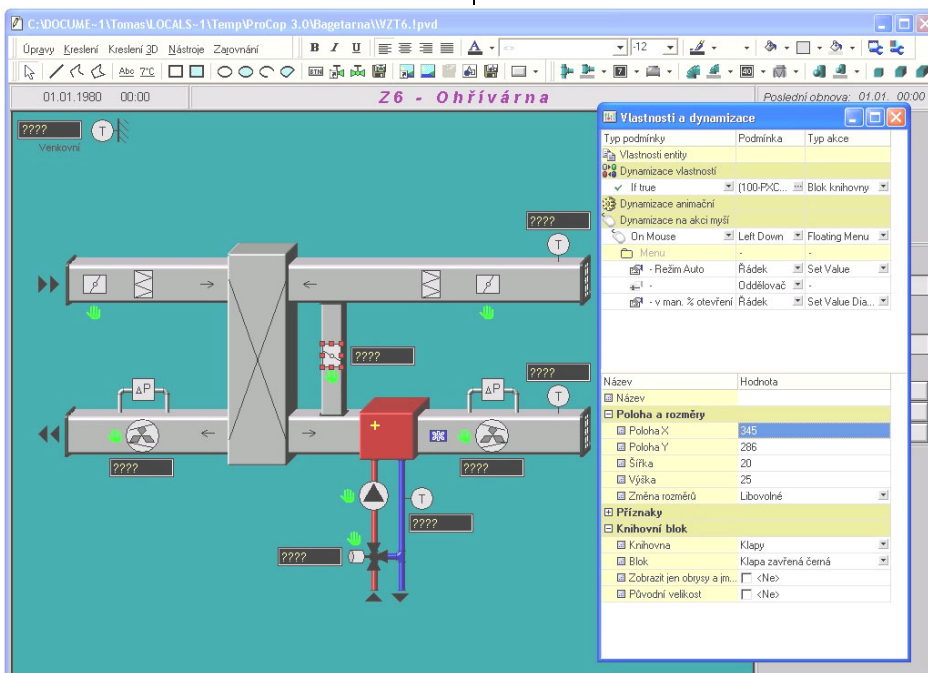 C:\DOCUME~1\Tomas\LOCALS~1\Temp\ProCop 3.0\Bagetarna\VZT6.!pvd
Úpravy Kreslení Kreslení 3D Nástroje Zarovnání
B I U A -12
Abc 7°C
01.01.1980 00:00
Z6 - Ohřívárna
Poslední obnova: 01.01. 00:00
???? T
Venkovní
????
T
????
????
ΔP
ΔP
T
????
????
T
????
????
Vlastnosti a dynamizace
Typ podmínky Podmínka Typ akce
Vlastnosti entity
Dynamizace vlastností
If true (100-PXC... Blok knihovny
Dynamizace animační
Dynamizace na akci myší
On Mouse Left Down Floating Menu
Menu - -
- Režim Auto Řádek Set Value
- Oddělovač -
- v man. % otevření Řádek Set Value Dia...
Název Hodnota
Název
Poloha a rozměry
Poloha X 345
Poloha Y 286
Šířka 20
Výška 25
Změna rozměrů Libovolné
Příznaky
Knihovní blok
Knihovna Klapy
Blok Klapa zavřená černá
Zobrazit jen obrysy a jm... <Ne>
Původní velikost <Ne>